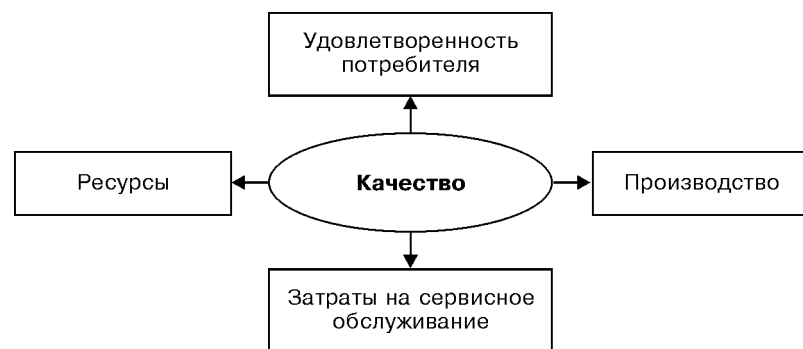 Удовлетворенность
потребителя
Ресурсы
Качество
Производство
Затраты на сервисное
обслуживание